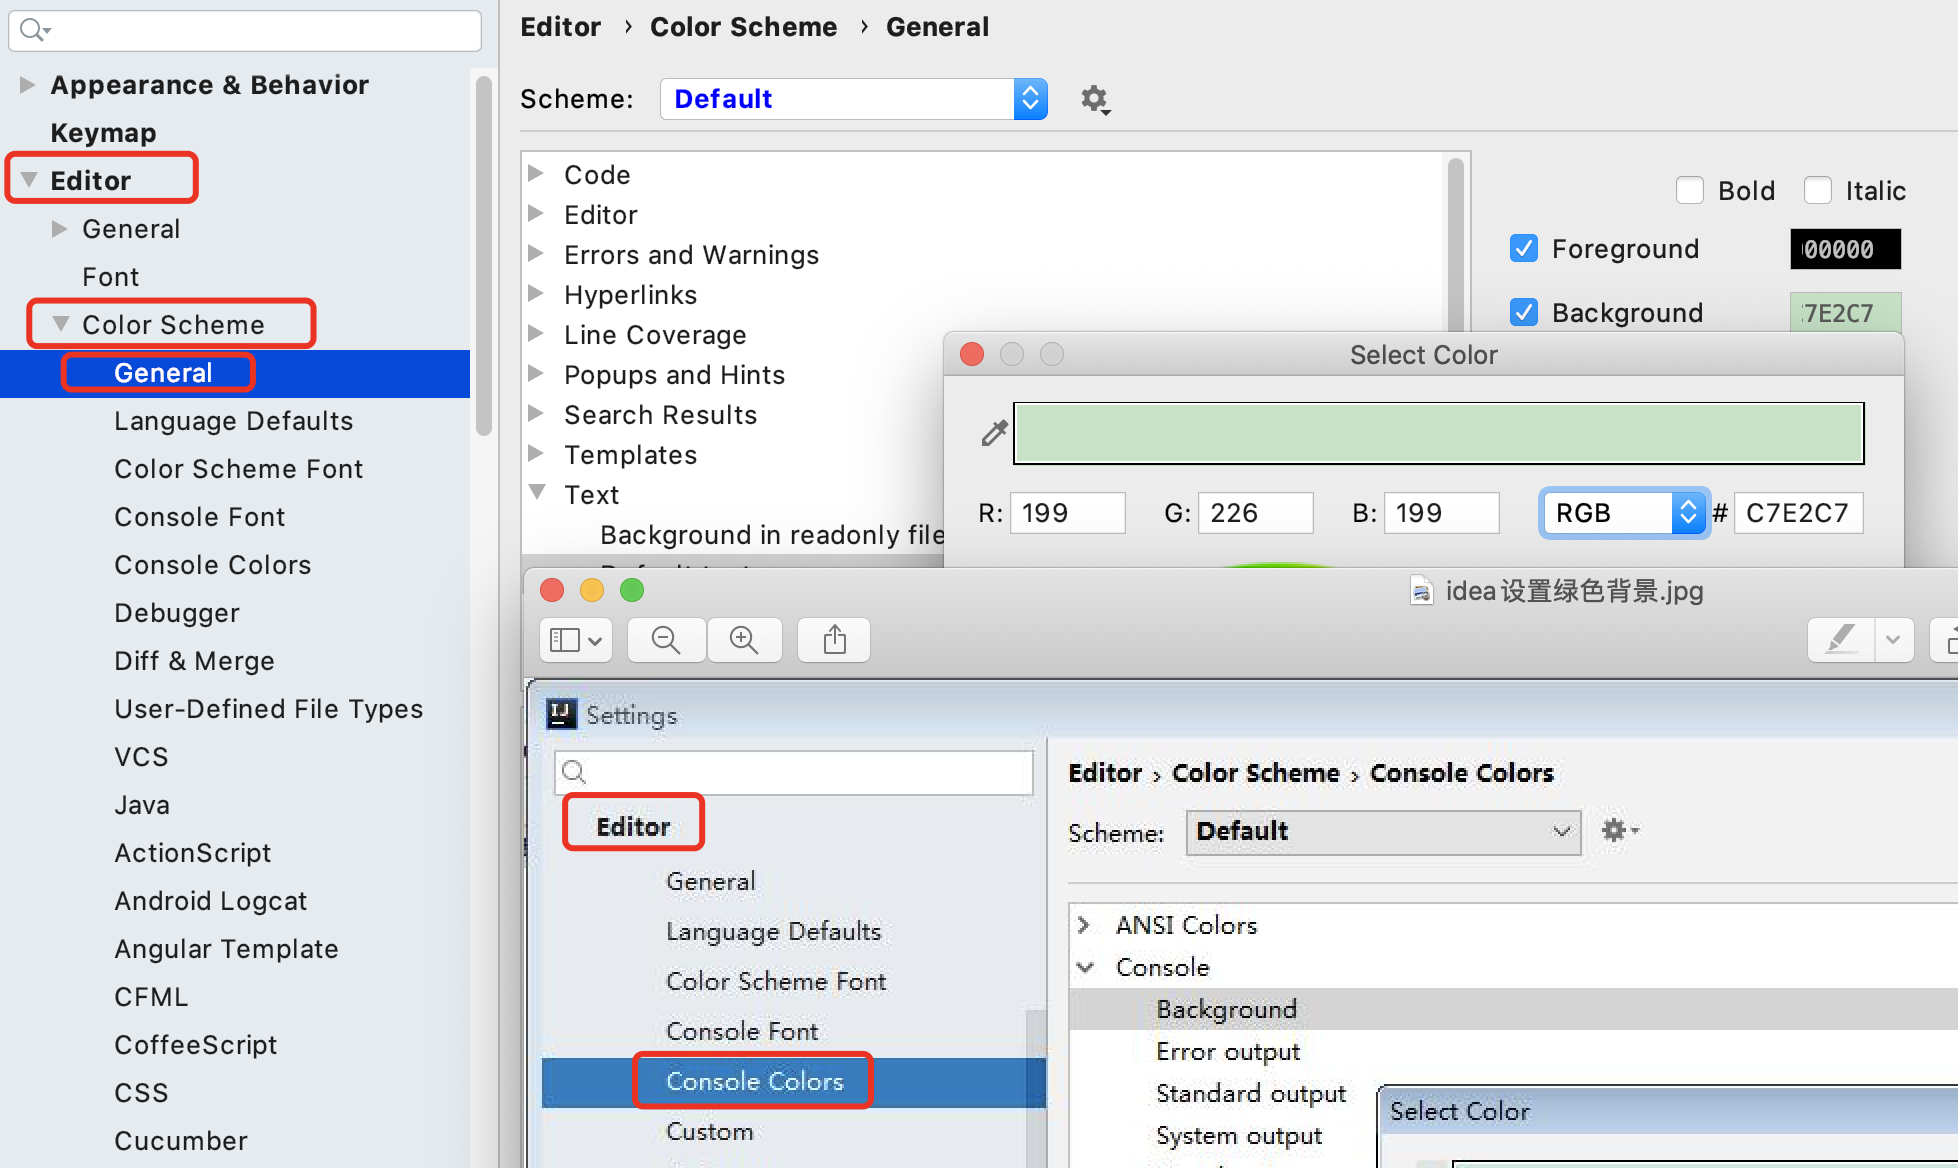 Appearance & Behavior
Keymap
Editor
General
Font
Color Scheme
General
Language Defaults
Color Scheme Font
Console Font
Console Colors
Debugger
Diff & Merge
User-Defined File Types
VCS
Java
ActionScript
Android Logcat
Angular Template
CFML
CoffeeScript
CSS
Cucumber
Editor › Color Scheme › General
Scheme: Default
Code
Editor
Errors and Warnings
Hyperlinks
Line Coverage
Popups and Hints
Search Results
Templates
Text
Background in readonly file
Bold Italic
Foreground 00000
Background 7E2C7
Select Color
R: 199 G: 226 B: 199 RGB # C7E2C7
idea设置绿色背景.jpg
IJ Settings
Editor
General
Language Defaults
Color Scheme Font
Console Font
Console Colors
Custom
Editor › Color Scheme › Console Colors
Scheme: Default
ANSI Colors
Console
Background
Error output
Standard output
System output
Select Color